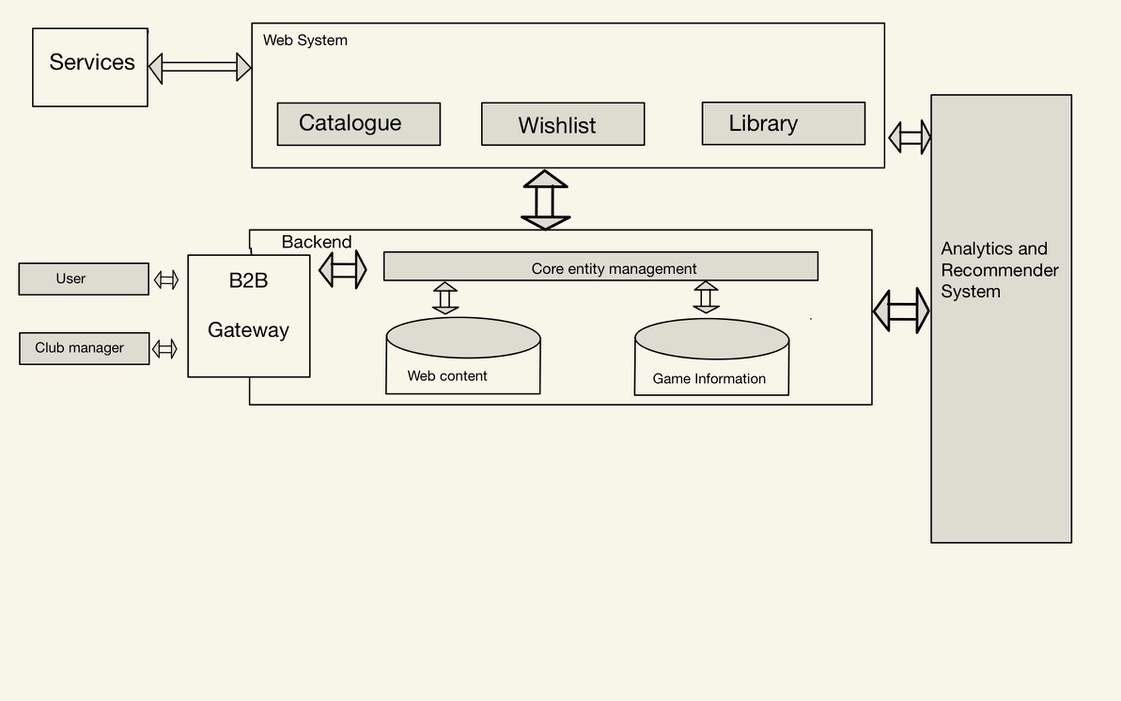 Services
Web System
Catalogue
Wishlist
Library
Backend
B2B
Gateway
Core entity management
User
Club manager
Web content
Game Information
Analytics and
Recommender
System